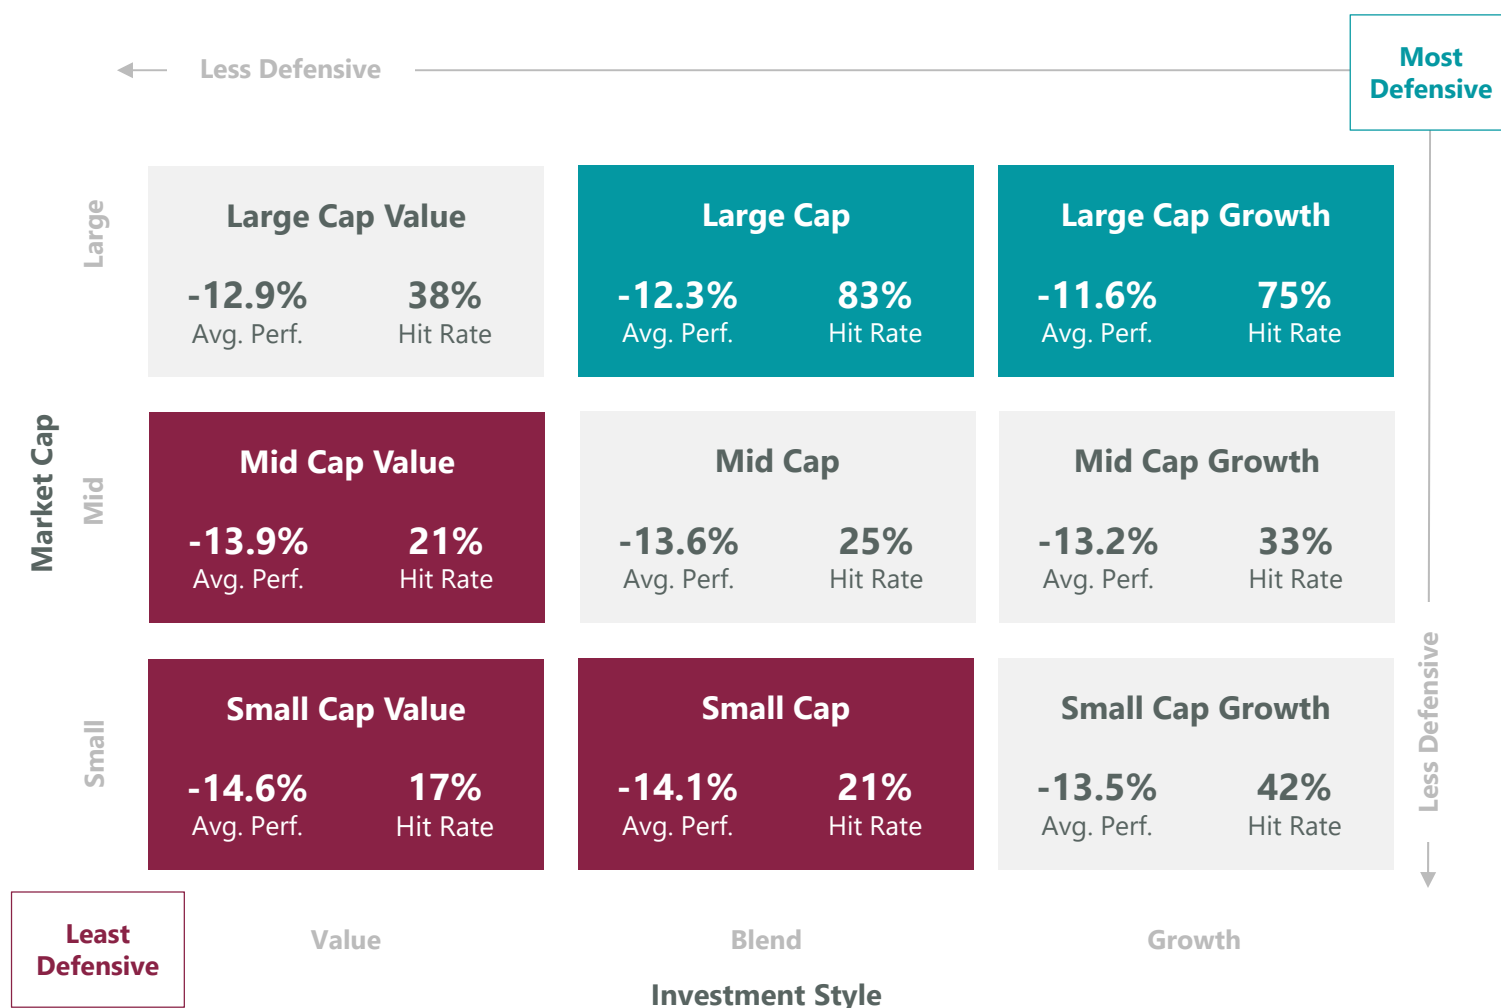 Less Defensive
Most
Defensive
Large
Large Cap Value
-12.9% 38%
Avg. Perf. Hit Rate
Large Cap
-12.3% 83%
Avg. Perf. Hit Rate
Large Cap Growth
-11.6% 75%
Avg. Perf. Hit Rate
Market Cap
Mid
Mid Cap Value
-13.9% 21%
Avg. Perf. Hit Rate
Mid Cap
-13.6% 25%
Avg. Perf. Hit Rate
Mid Cap Growth
-13.2% 33%
Avg. Perf. Hit Rate
Small
Small Cap Value
-14.6% 17%
Avg. Perf. Hit Rate
Small Cap
-14.1% 21%
Avg. Perf. Hit Rate
Small Cap Growth
-13.5% 42%
Avg. Perf. Hit Rate
Less Defensive
Least
Defensive
Value
Blend
Growth
Investment Style